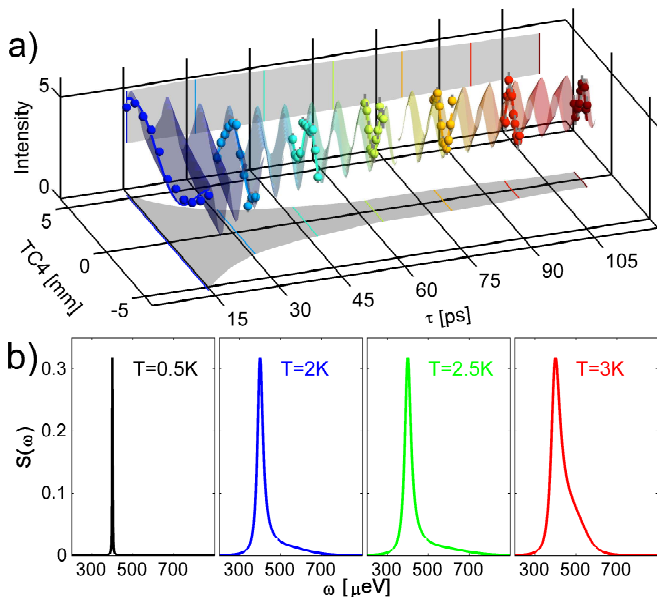 a)
5
Intensity
0
5
0
-5
TC4 [mm]
15
30
45
60
75
90
105
τ [ps]
b)
0.3
0.2
0.1
0
S(ω)
T=0.5K
T=2K
T=2.5K
T=3K
300 500 700
300 500 700
300 500 700
300 500 700
ω [μeV]